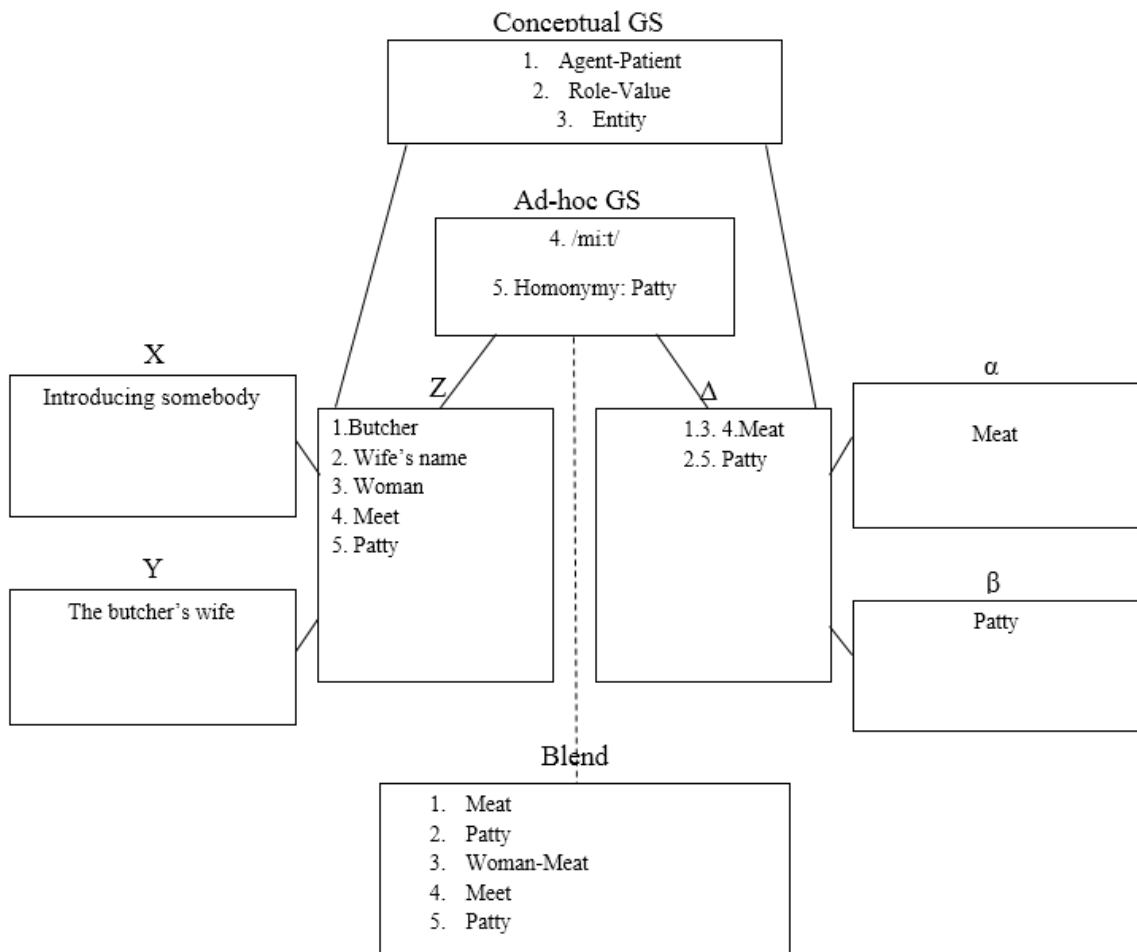 Conceptual GS
1. Agent-Patient
2. Role-Value
3. Entity
Ad-hoc GS
4. /mi:t/
5. Homonymy: Patty
X
Introducing somebody
Z
1.Butcher
2. Wife's name
3. Woman
4. Meet
5. Patty
Δ
1.3. 4.Meat
2.5. Patty
α
Meat
Y
The butcher's wife
β
Patty
Blend
1. Meat
2. Patty
3. Woman-Meat
4. Meet
5. Patty